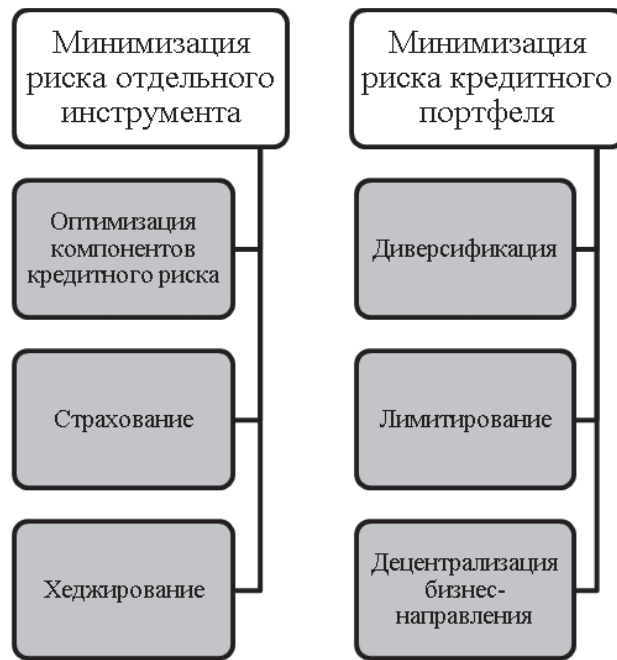 Минимизация
риска отдельного
инструмента
Оптимизация
компонентов
кредитного риска
Страхование
Хеджирование
Минимизация
риска кредитного
портфеля
Диверсификация
Лимитирование
Децентрализация
бизнес-
направления